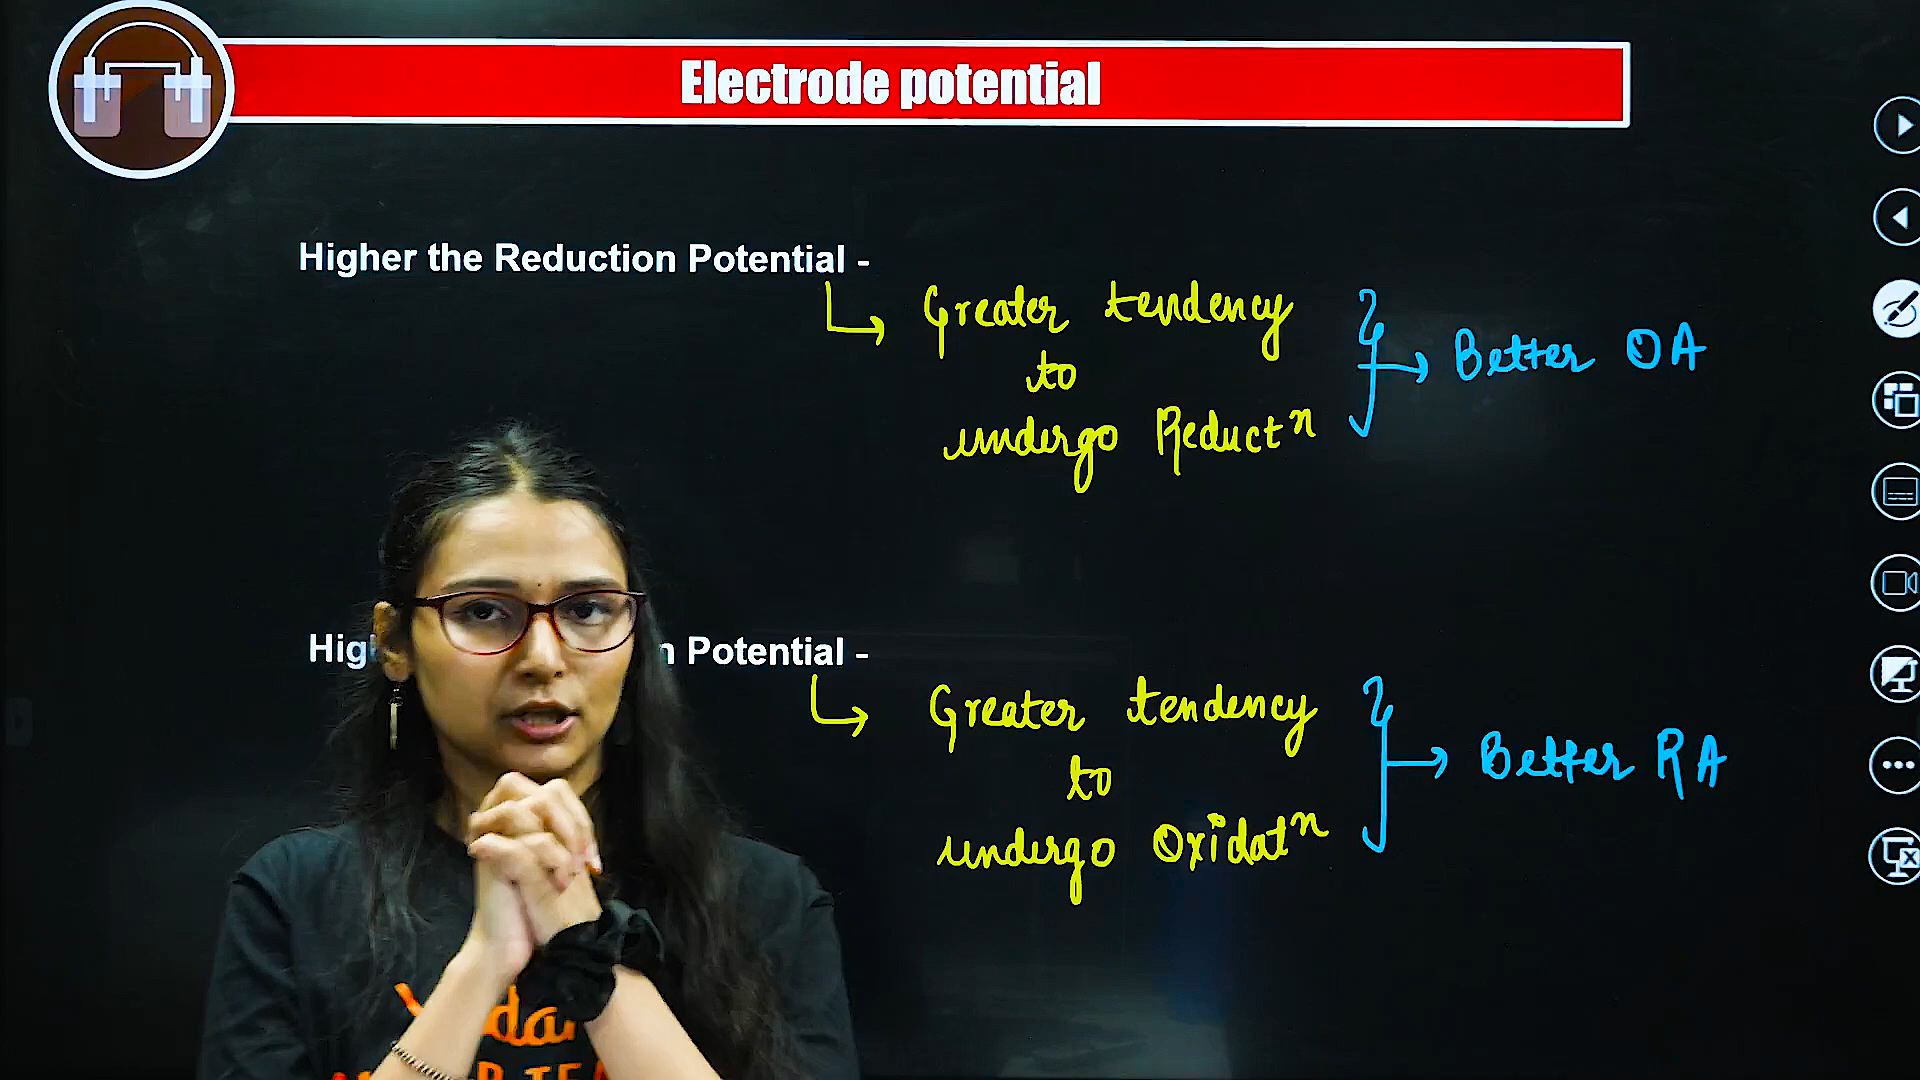 Electrode potential
Higher the Reduction Potential -
Greater tendency
to
undergo Reductⁿ
Better OA
Potential -
Greater tendency
to
undergo Oxidatⁿ
Better RA